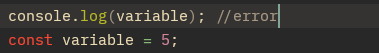 console.log(variable); //error
const variable = 5;